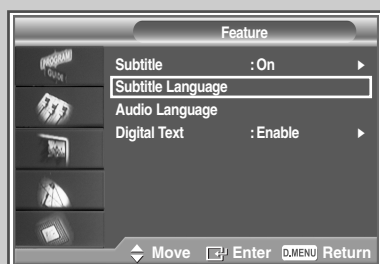 Feature
PROGRAM
GUIDE
Subtitle : On
Subtitle Language
Audio Language
Digital Text : Enable
Move Enter D.MENU Return